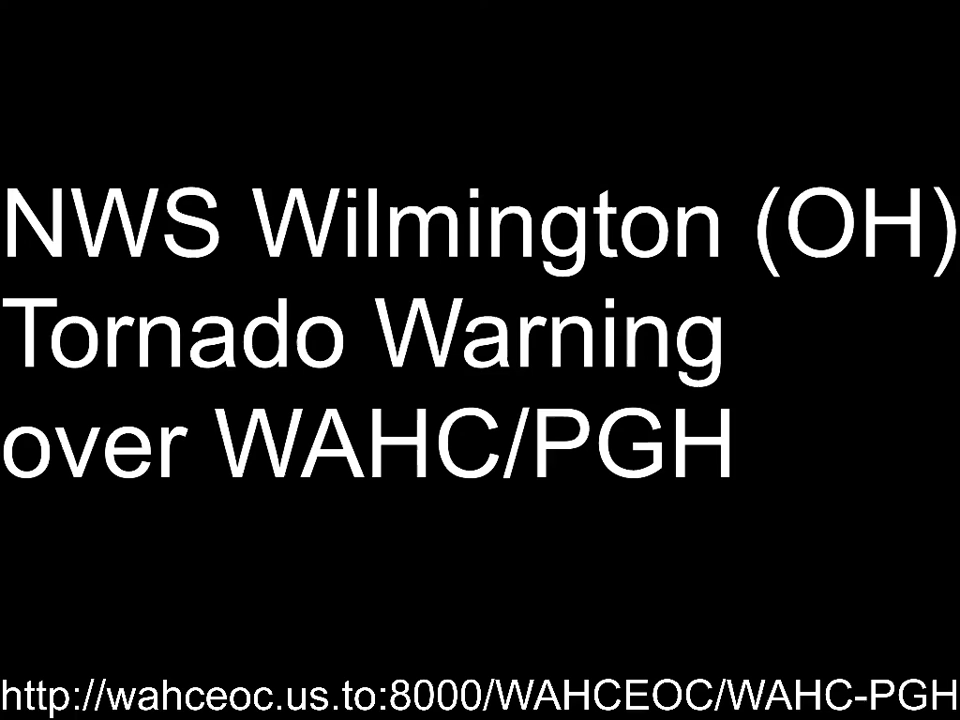 NWS Wilmington (OH)
Tornado Warning
over WAHC/PGH
http://wahceoc.us.to:8000/WAHCEOC/WAHC-PGH